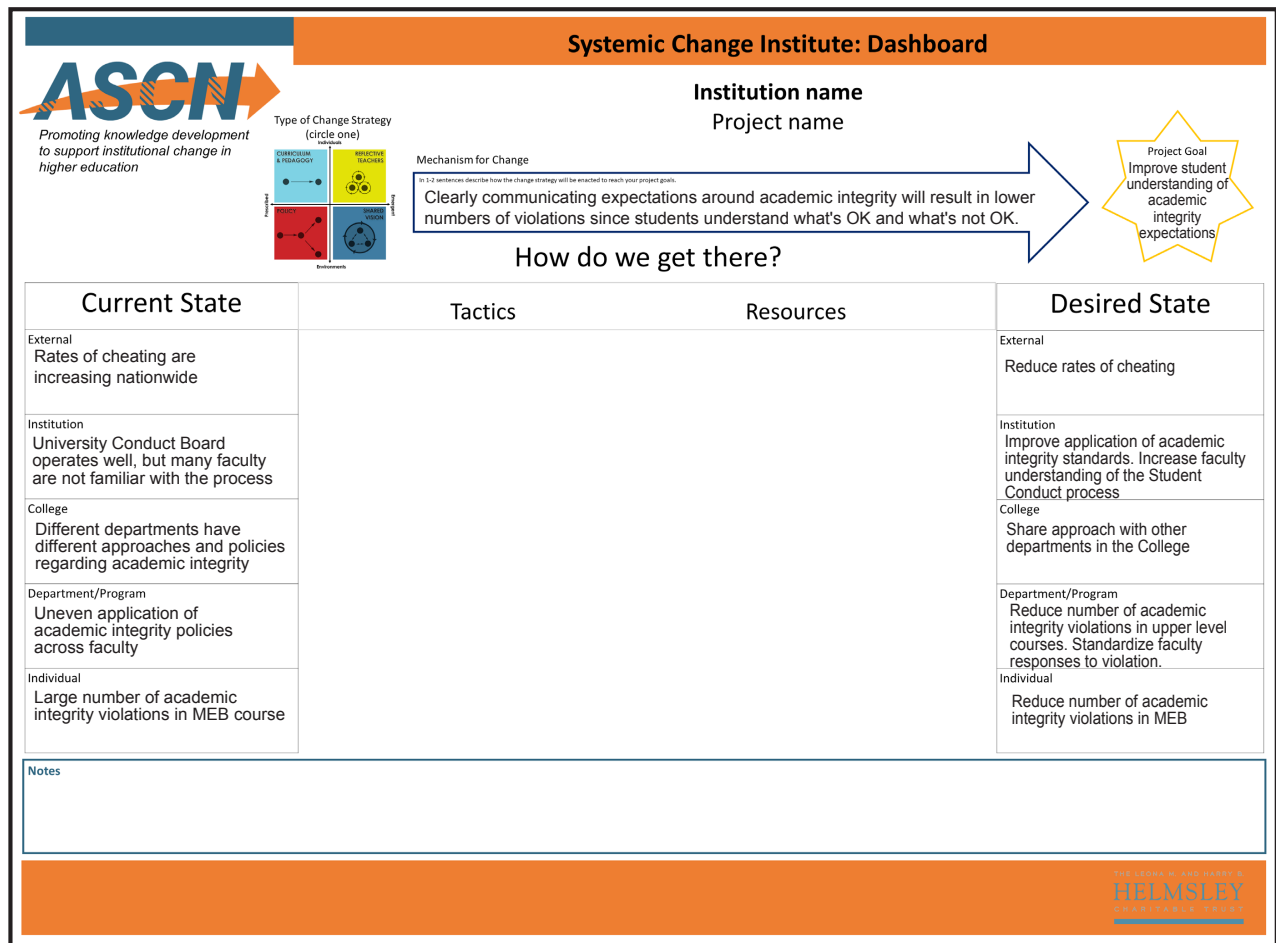 Systemic Change Institute: Dashboard
ASCN
Promoting knowledge development
to support institutional change in
higher education
Institution name
Project name
Type of Change Strategy
(circle one)
Individuals
CURRICULUM
& PEDAGOGY
REFLECTIVE
TEACHERS
Prescribed
Emergent
POLICY
SHARED
VISION
Environments
Mechanism for Change
In 1-2 sentences describe how the change strategy will be enacted to reach your project goals.
Clearly communicating expectations around academic integrity will result in lower
numbers of violations since students understand what's OK and what's not OK.
Project Goal
Improve student
understanding of
academic
integrity
expectations
How do we get there?
Current State
Tactics
Resources
Desired State
External
Rates of cheating are
increasing nationwide
External
Reduce rates of cheating
Institution
University Conduct Board
operates well, but many faculty
are not familiar with the process
Institution
Improve application of academic
integrity standards. Increase faculty
understanding of the Student
Conduct process
College
Different departments have
different approaches and policies
regarding academic integrity
College
Share approach with other
departments in the College
Department/Program
Uneven application of
academic integrity policies
across faculty
Department/Program
Reduce number of academic
integrity violations in upper level
courses. Standardize faculty
responses to violation.
Individual
Large number of academic
integrity violations in MEB course
Individual
Reduce number of academic
integrity violations in MEB
Notes
THE LEONA M. AND HARRY B.
HELMSLEY
CHARITABLE TRUST